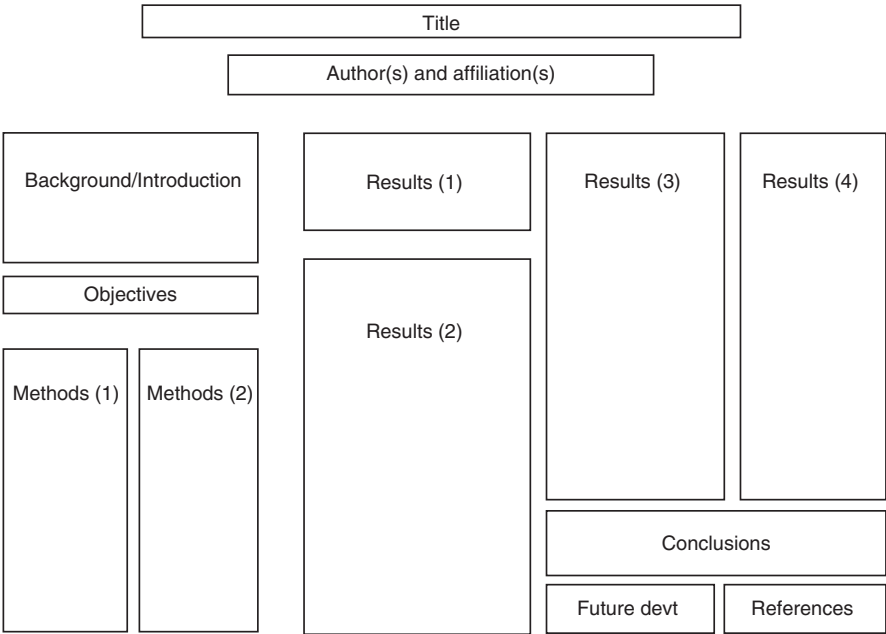 Title
Author(s) and affiliation(s)
Background/Introduction
Objectives
Methods (1)
Methods (2)
Results (1)
Results (2)
Results (3)
Results (4)
Conclusions
Future devt
References